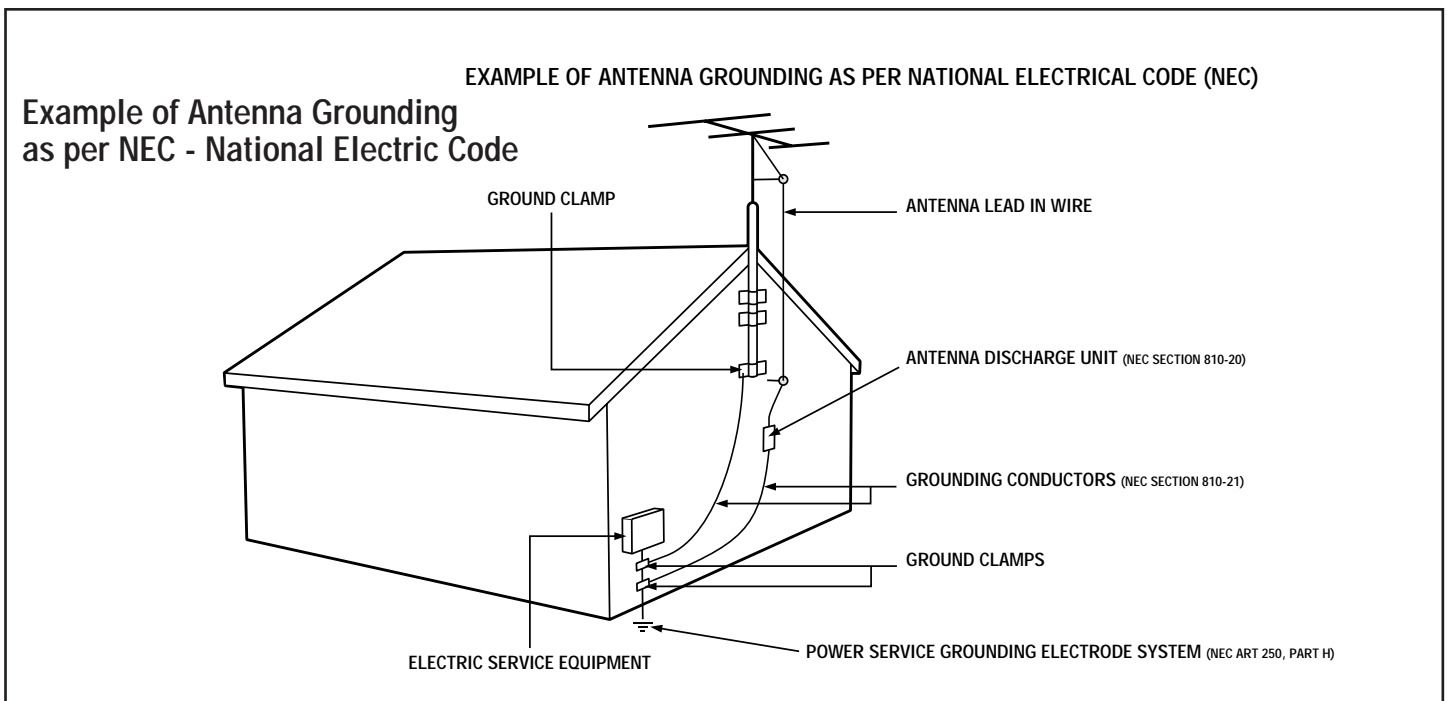 EXAMPLE OF ANTENNA GROUNDING AS PER NATIONAL ELECTRICAL CODE (NEC)
Example of Antenna Grounding
as per NEC - National Electric Code
GROUND CLAMP
ANTENNA LEAD IN WIRE
ANTENNA DISCHARGE UNIT (NEC SECTION 810-20)
GROUNDING CONDUCTORS (NEC SECTION 810-21)
GROUND CLAMPS
POWER SERVICE GROUNDING ELECTRODE SYSTEM (NEC ART 250, PART H)
ELECTRIC SERVICE EQUIPMENT